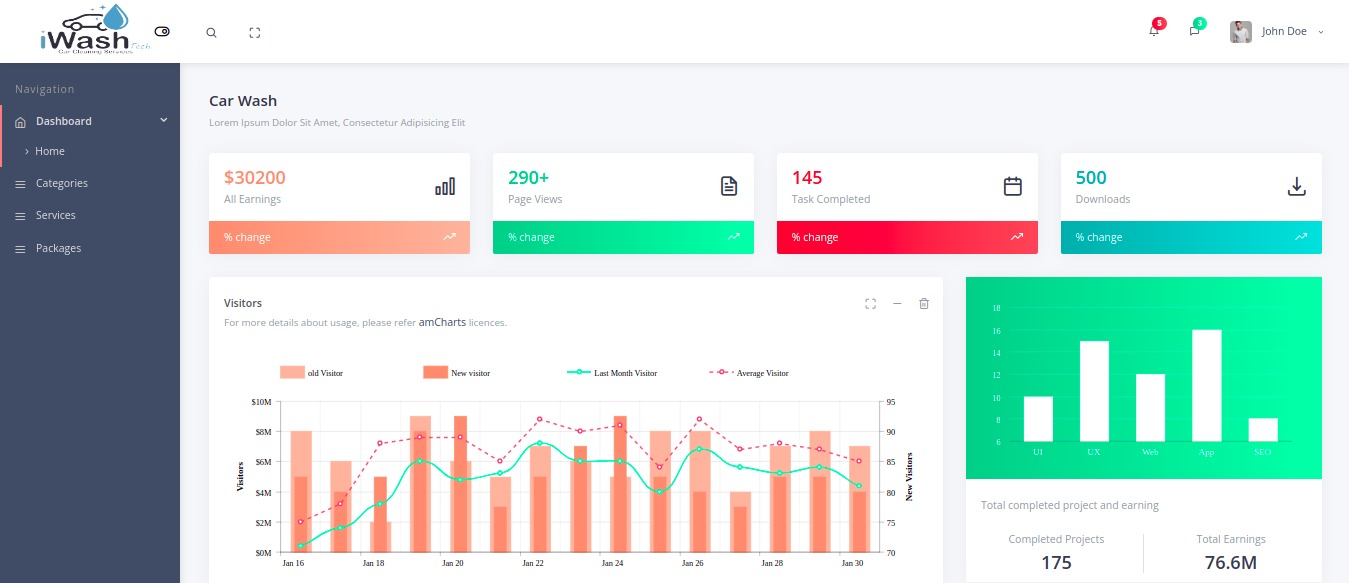 iWash Tech
Car Cleaning Services
5
3
John Doe
Navigation
Dashboard
Home
Categories
Services
Packages
Car Wash
Lorem Ipsum Dolor Sit Amet, Consectetur Adipisicing Elit
$30200
All Earnings
% change
290+
Page Views
% change
145
Task Completed
% change
500
Downloads
% change
Visitors
For more details about usage, please refer amCharts licences.
old Visitor
New visitor
Last Month Visitor
Average Visitor
$10M
$8M
$6M
$4M
$2M
$0M
Visitors
95
90
85
80
75
70
New Visitors
Jan 16
Jan 18
Jan 20
Jan 22
Jan 24
Jan 26
Jan 28
Jan 30
18
16
14
12
10
8
6
UI
UX
Web
App
SEO
Total completed project and earning
Completed Projects
175
Total Earnings
76.6M